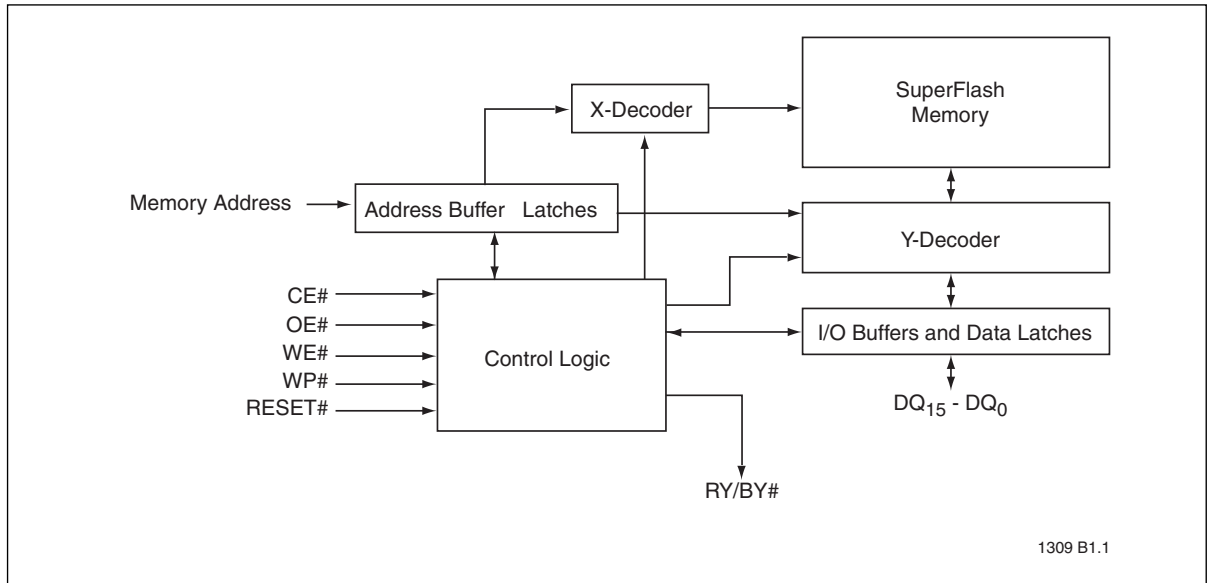 SuperFlash
Memory
X-Decoder
Memory Address
Address Buffer Latches
Y-Decoder
CE#
OE#
WE#
WP#
RESET#
Control Logic
I/O Buffers and Data Latches
DQ15 - DQ0
RY/BY#
1309 B1.1